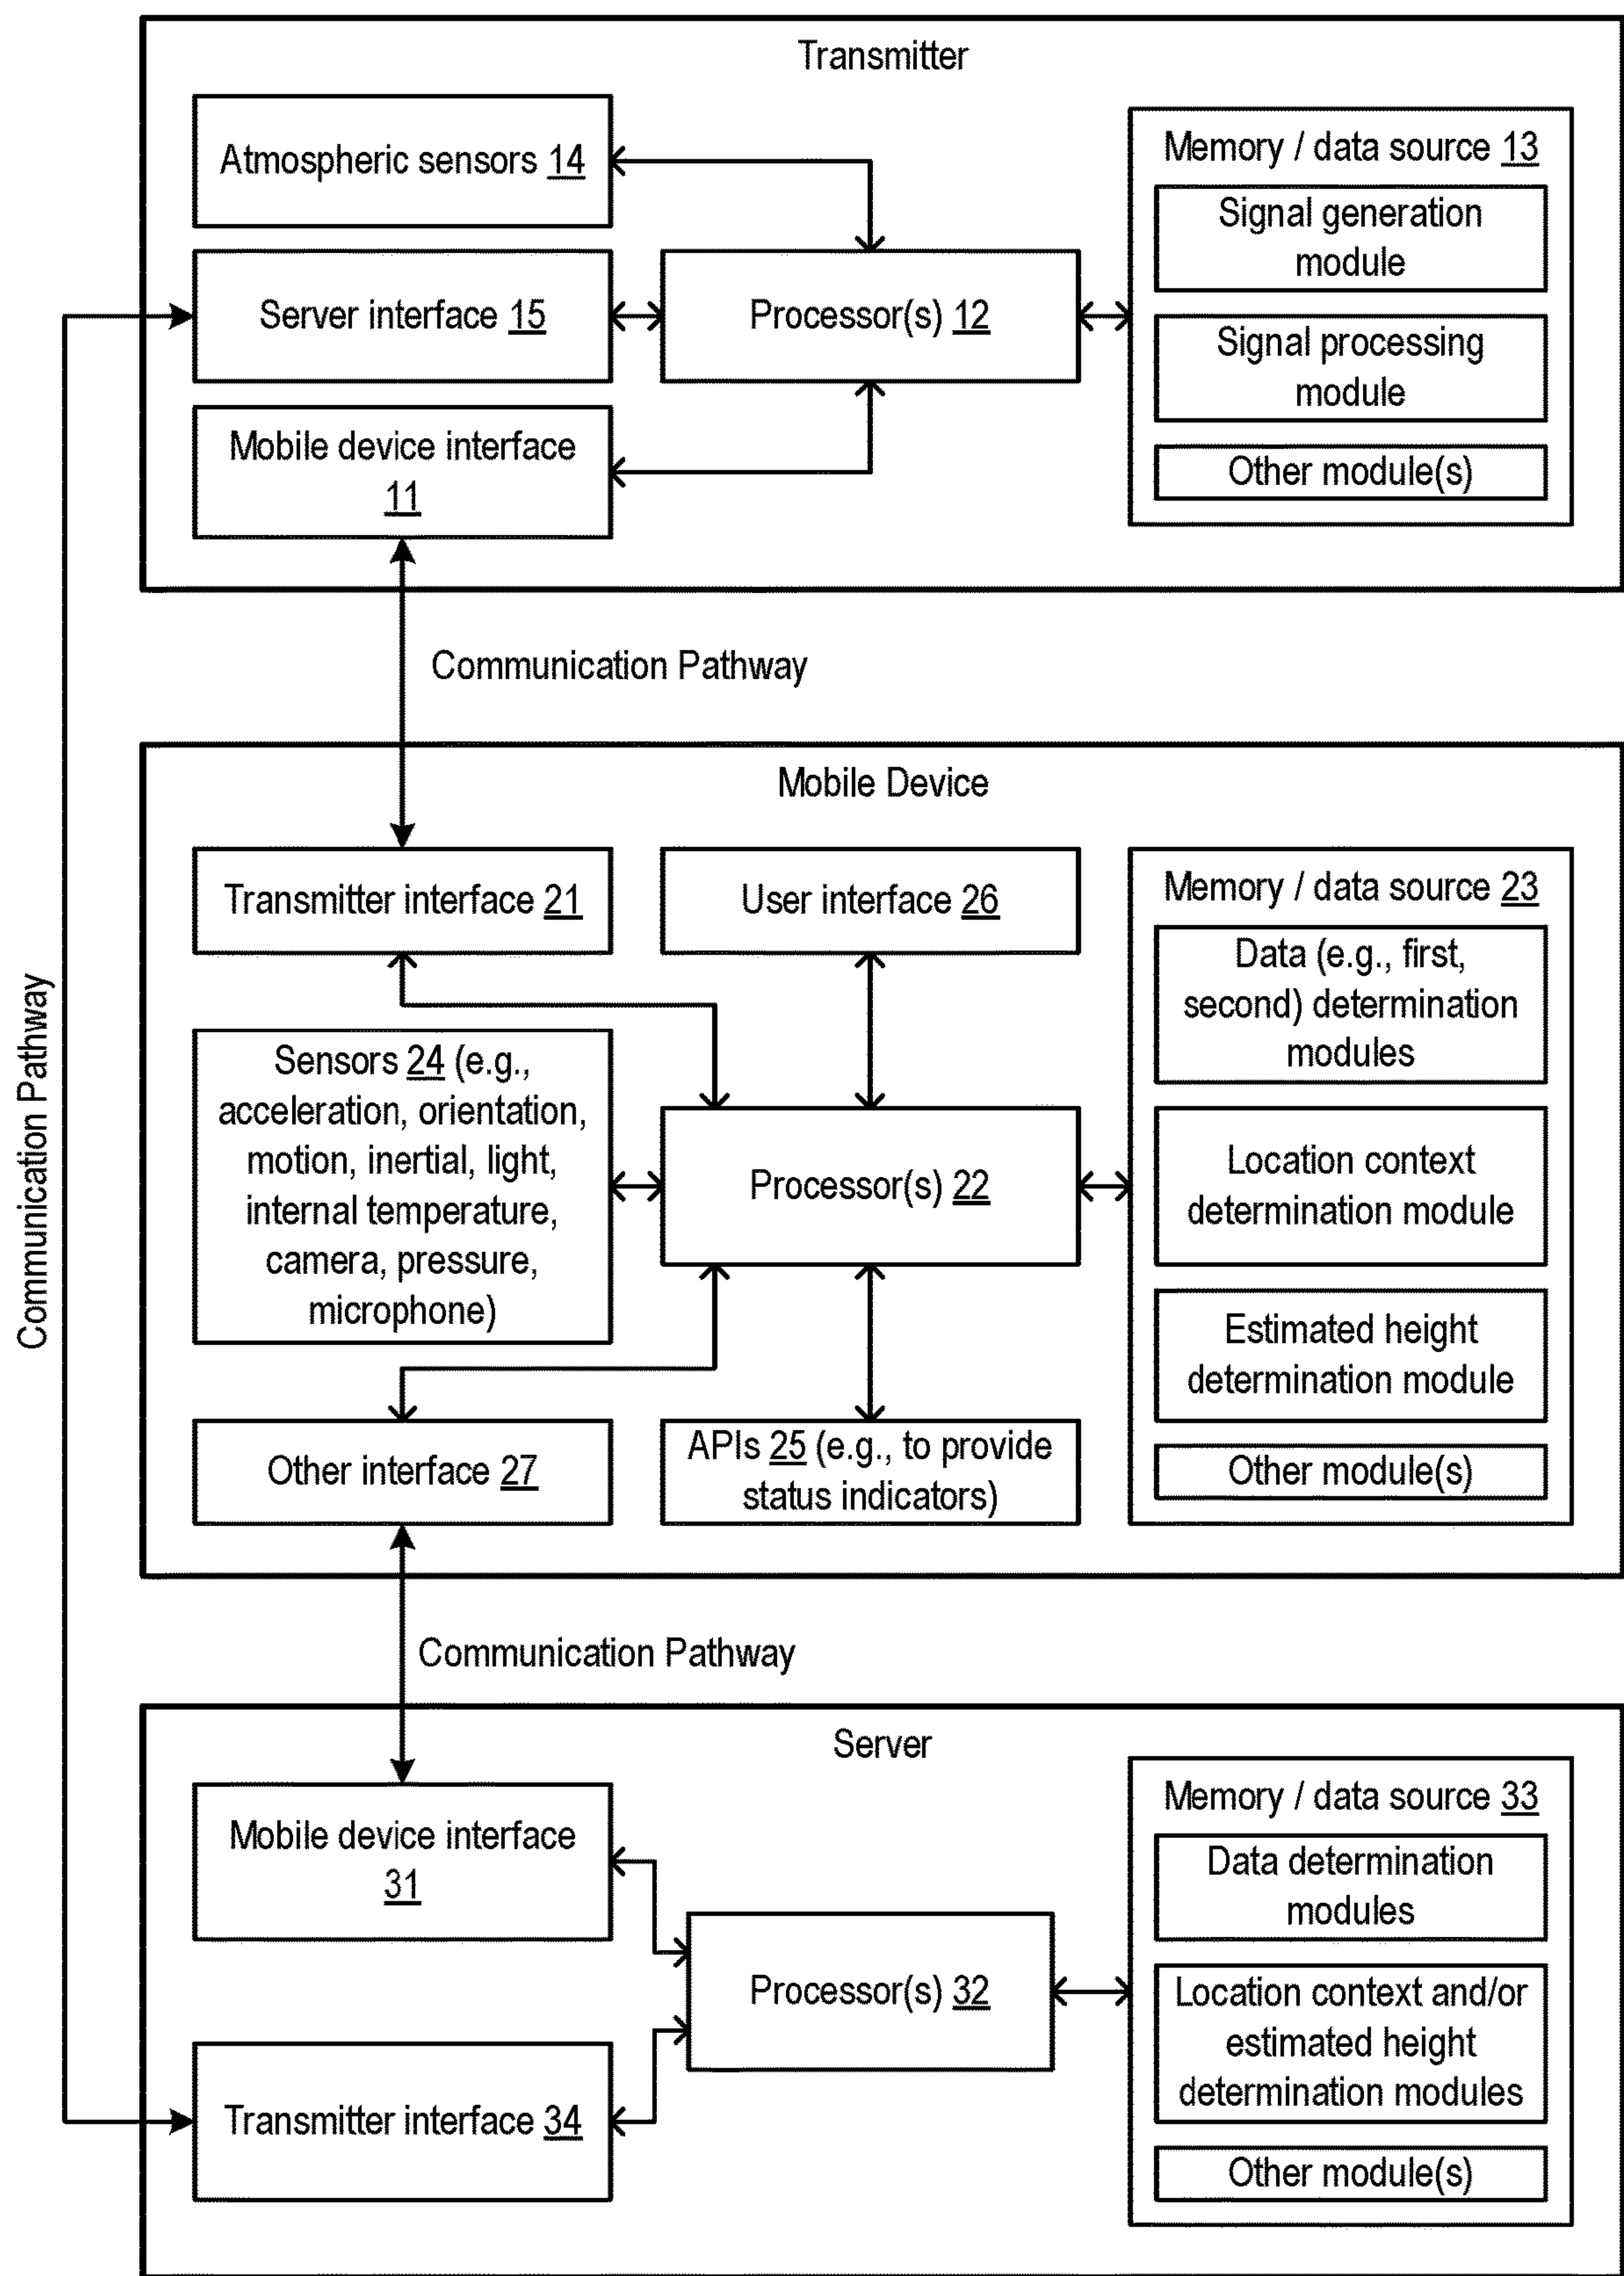 Transmitter
Atmospheric sensors 14
Server interface 15
Mobile device interface
11
Processor(s) 12
Memory / data source 13
Signal generation
module
Signal processing
module
Other module(s)
Communication Pathway
Communication Pathway
Mobile Device
Transmitter interface 21
User interface 26
Sensors 24 (e.g.,
acceleration, orientation,
motion, inertial, light,
internal temperature,
camera, pressure,
microphone)
Processor(s) 22
Other interface 27
APIs 25 (e.g., to provide
status indicators)
Memory / data source 23
Data (e.g., first,
second) determination
modules
Location context
determination module
Estimated height
determination module
Other module(s)
Communication Pathway
Server
Mobile device interface
31
Transmitter interface 34
Processor(s) 32
Memory / data source 33
Data determination
modules
Location context and/or
estimated height
determination modules
Other module(s)